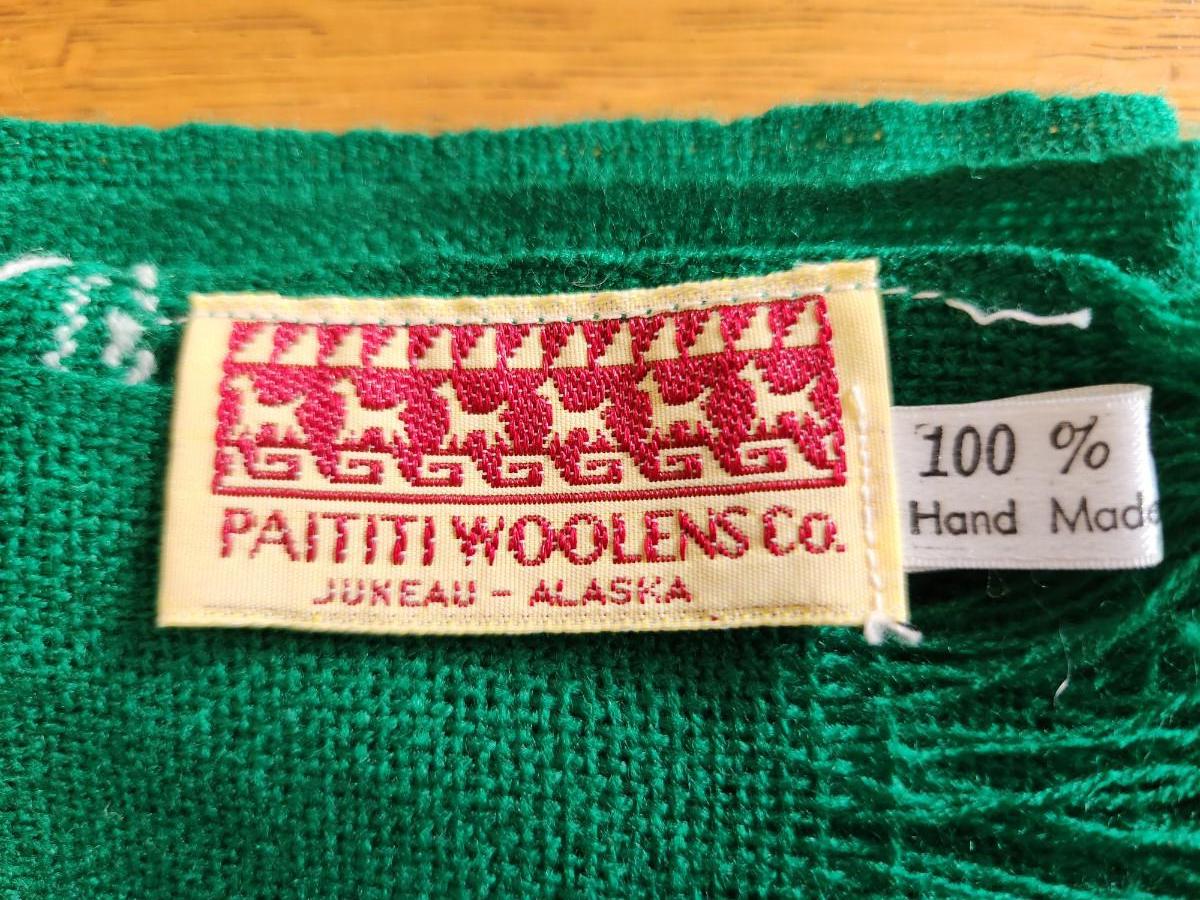 PAITITI WOOLENS CO.
JUNEAU - ALASKA
100 %
Hand Made